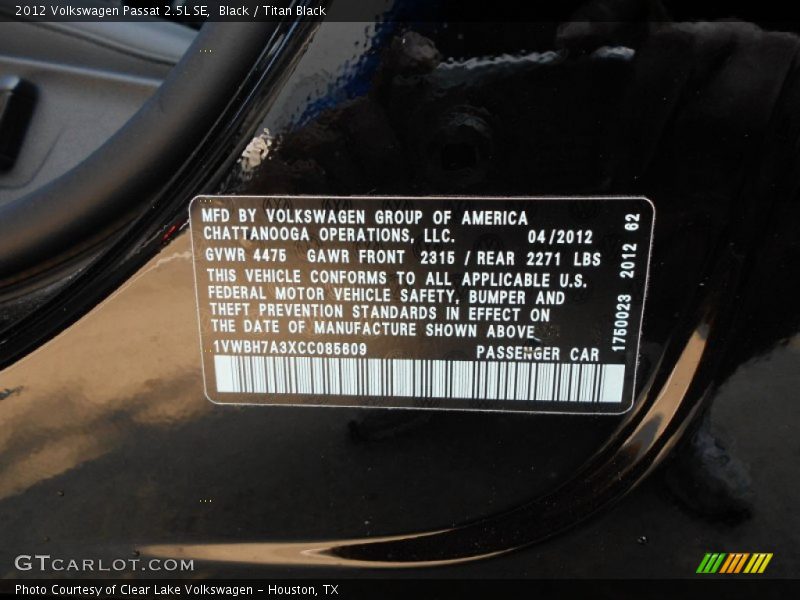 2012 Volkswagen Passat 2.5L SE, Black / Titan Black
MFD BY VOLKSWAGEN GROUP OF AMERICA
CHATTANOOGA OPERATIONS, LLC. 04/2012
GVWR 4475 GAWR FRONT 2315 / REAR 2271 LBS
THIS VEHICLE CONFORMS TO ALL APPLICABLE U.S.
FEDERAL MOTOR VEHICLE SAFETY, BUMPER AND
THEFT PREVENTION STANDARDS IN EFFECT ON
THE DATE OF MANUFACTURE SHOWN ABOVE
1VWBH7A3XCC085609 PASSENGER CAR
1750023 2012 62
GTCARLOT.COM
Photo Courtesy of Clear Lake Volkswagen - Houston, TX